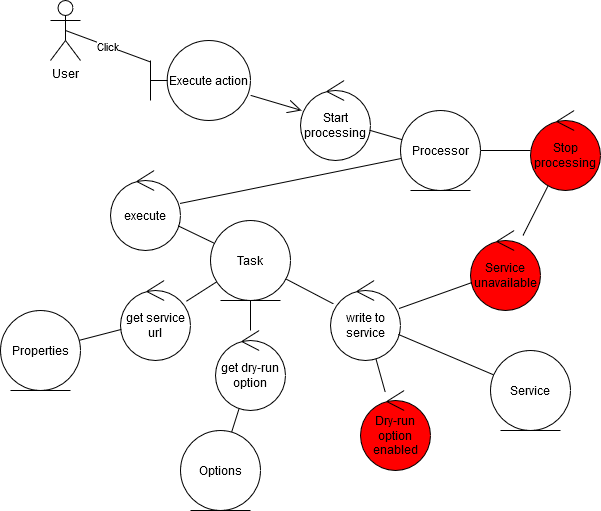 Click
User
Execute action
Start
processing
Processor
Stop
processing
execute
Task
Service
unavailable
get service
url
write to
service
Properties
get dry-run
option
Service
Dry-run
option
enabled
Options